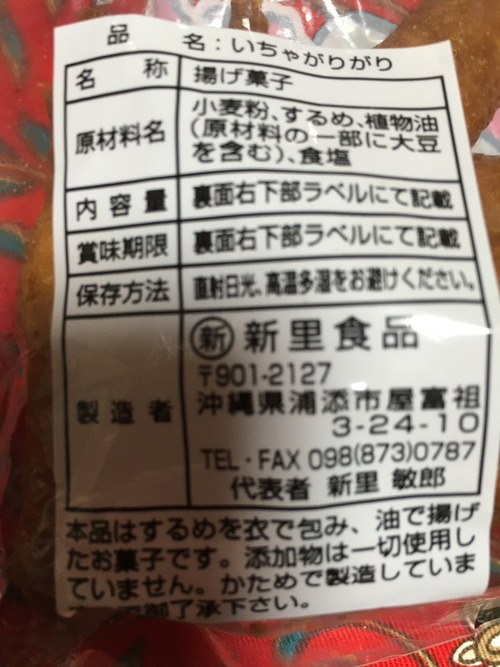 品　名：いちゃがりがり
名　称　揚げ菓子
原材料名　小麦粉、するめ、植物油
（原材料の一部に大豆
を含む）、食塩
内容量　裏面右下部ラベルにて記載
賞味期限　裏面右下部ラベルにて記載
保存方法　直射日光、高温多湿をお避けください。
製造者　㊟新里食品
〒901-2127
沖縄県浦添市屋富祖
3-24-10
TEL・FAX 098(873)0787
代表者 新里 敏郎
本品はするめを衣で包み、油で揚げ
たお菓子です。添加物は一切使用し
ていません。かためで製造していま
御了承下さい。